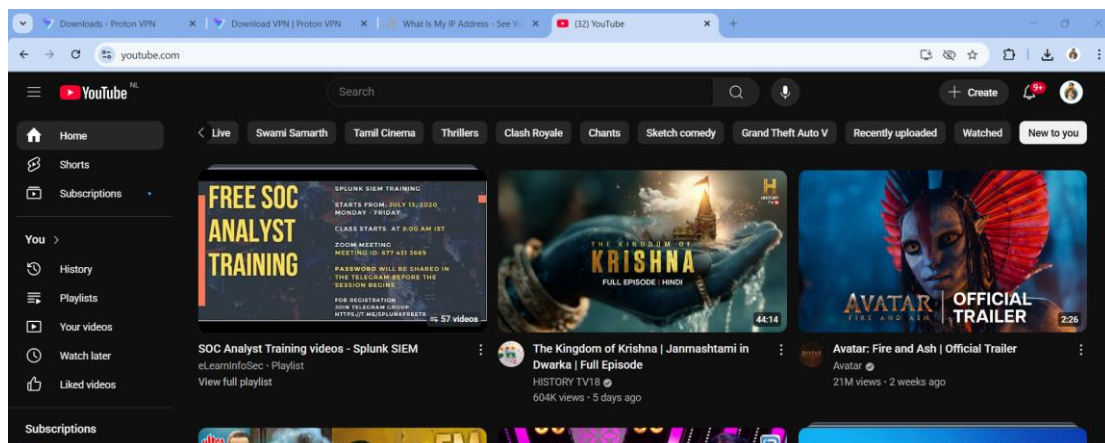 Downloads - Proton VPN
Download VPN | Proton VPN
What Is My IP Address - See Yo
(32) YouTube
youtube.com
YouTube NL
Search
Create
9+
Home
Live
Swami Samarth
Tamil Cinema
Thrillers
Clash Royale
Chants
Sketch comedy
Grand Theft Auto V
Recently uploaded
Watched
New to you
Shorts
Subscriptions
You
History
Playlists
Your videos
Watch later
Liked videos
Subscriptions
FREE SOC
ANALYST
TRAINING
SPLUNK SIEM TRAINING
STARTS FROM: JULY 13, 2020
MONDAY - FRIDAY
CLASS STARTS AT 8:00 AM IST
ZOOM MEETING
MEETING ID: 677 431 3669
PASSWORD WILL BE SHARED IN
THE TELEGRAM BEFORE THE
SESSION BEGINS
FOR REGISTRATION
JOIN TELEGRAM GROUP
HTTPS://T.ME/SPLUNKFREETR
57 videos
SOC Analyst Training videos - Splunk SIEM
eLearnInfoSec • Playlist
View full playlist
H
HISTORY
TV18
THE KINGDOM OF
KRISHNA
FULL EPISODE | HINDI
44:14
The Kingdom of Krishna | Janmashtami in
Dwarka | Full Episode
HISTORY TV18
604K views • 5 days ago
AVATAR
FIRE AND ASH
OFFICIAL
TRAILER
2:26
Avatar: Fire and Ash | Official Trailer
Avatar
21M views • 2 weeks ago